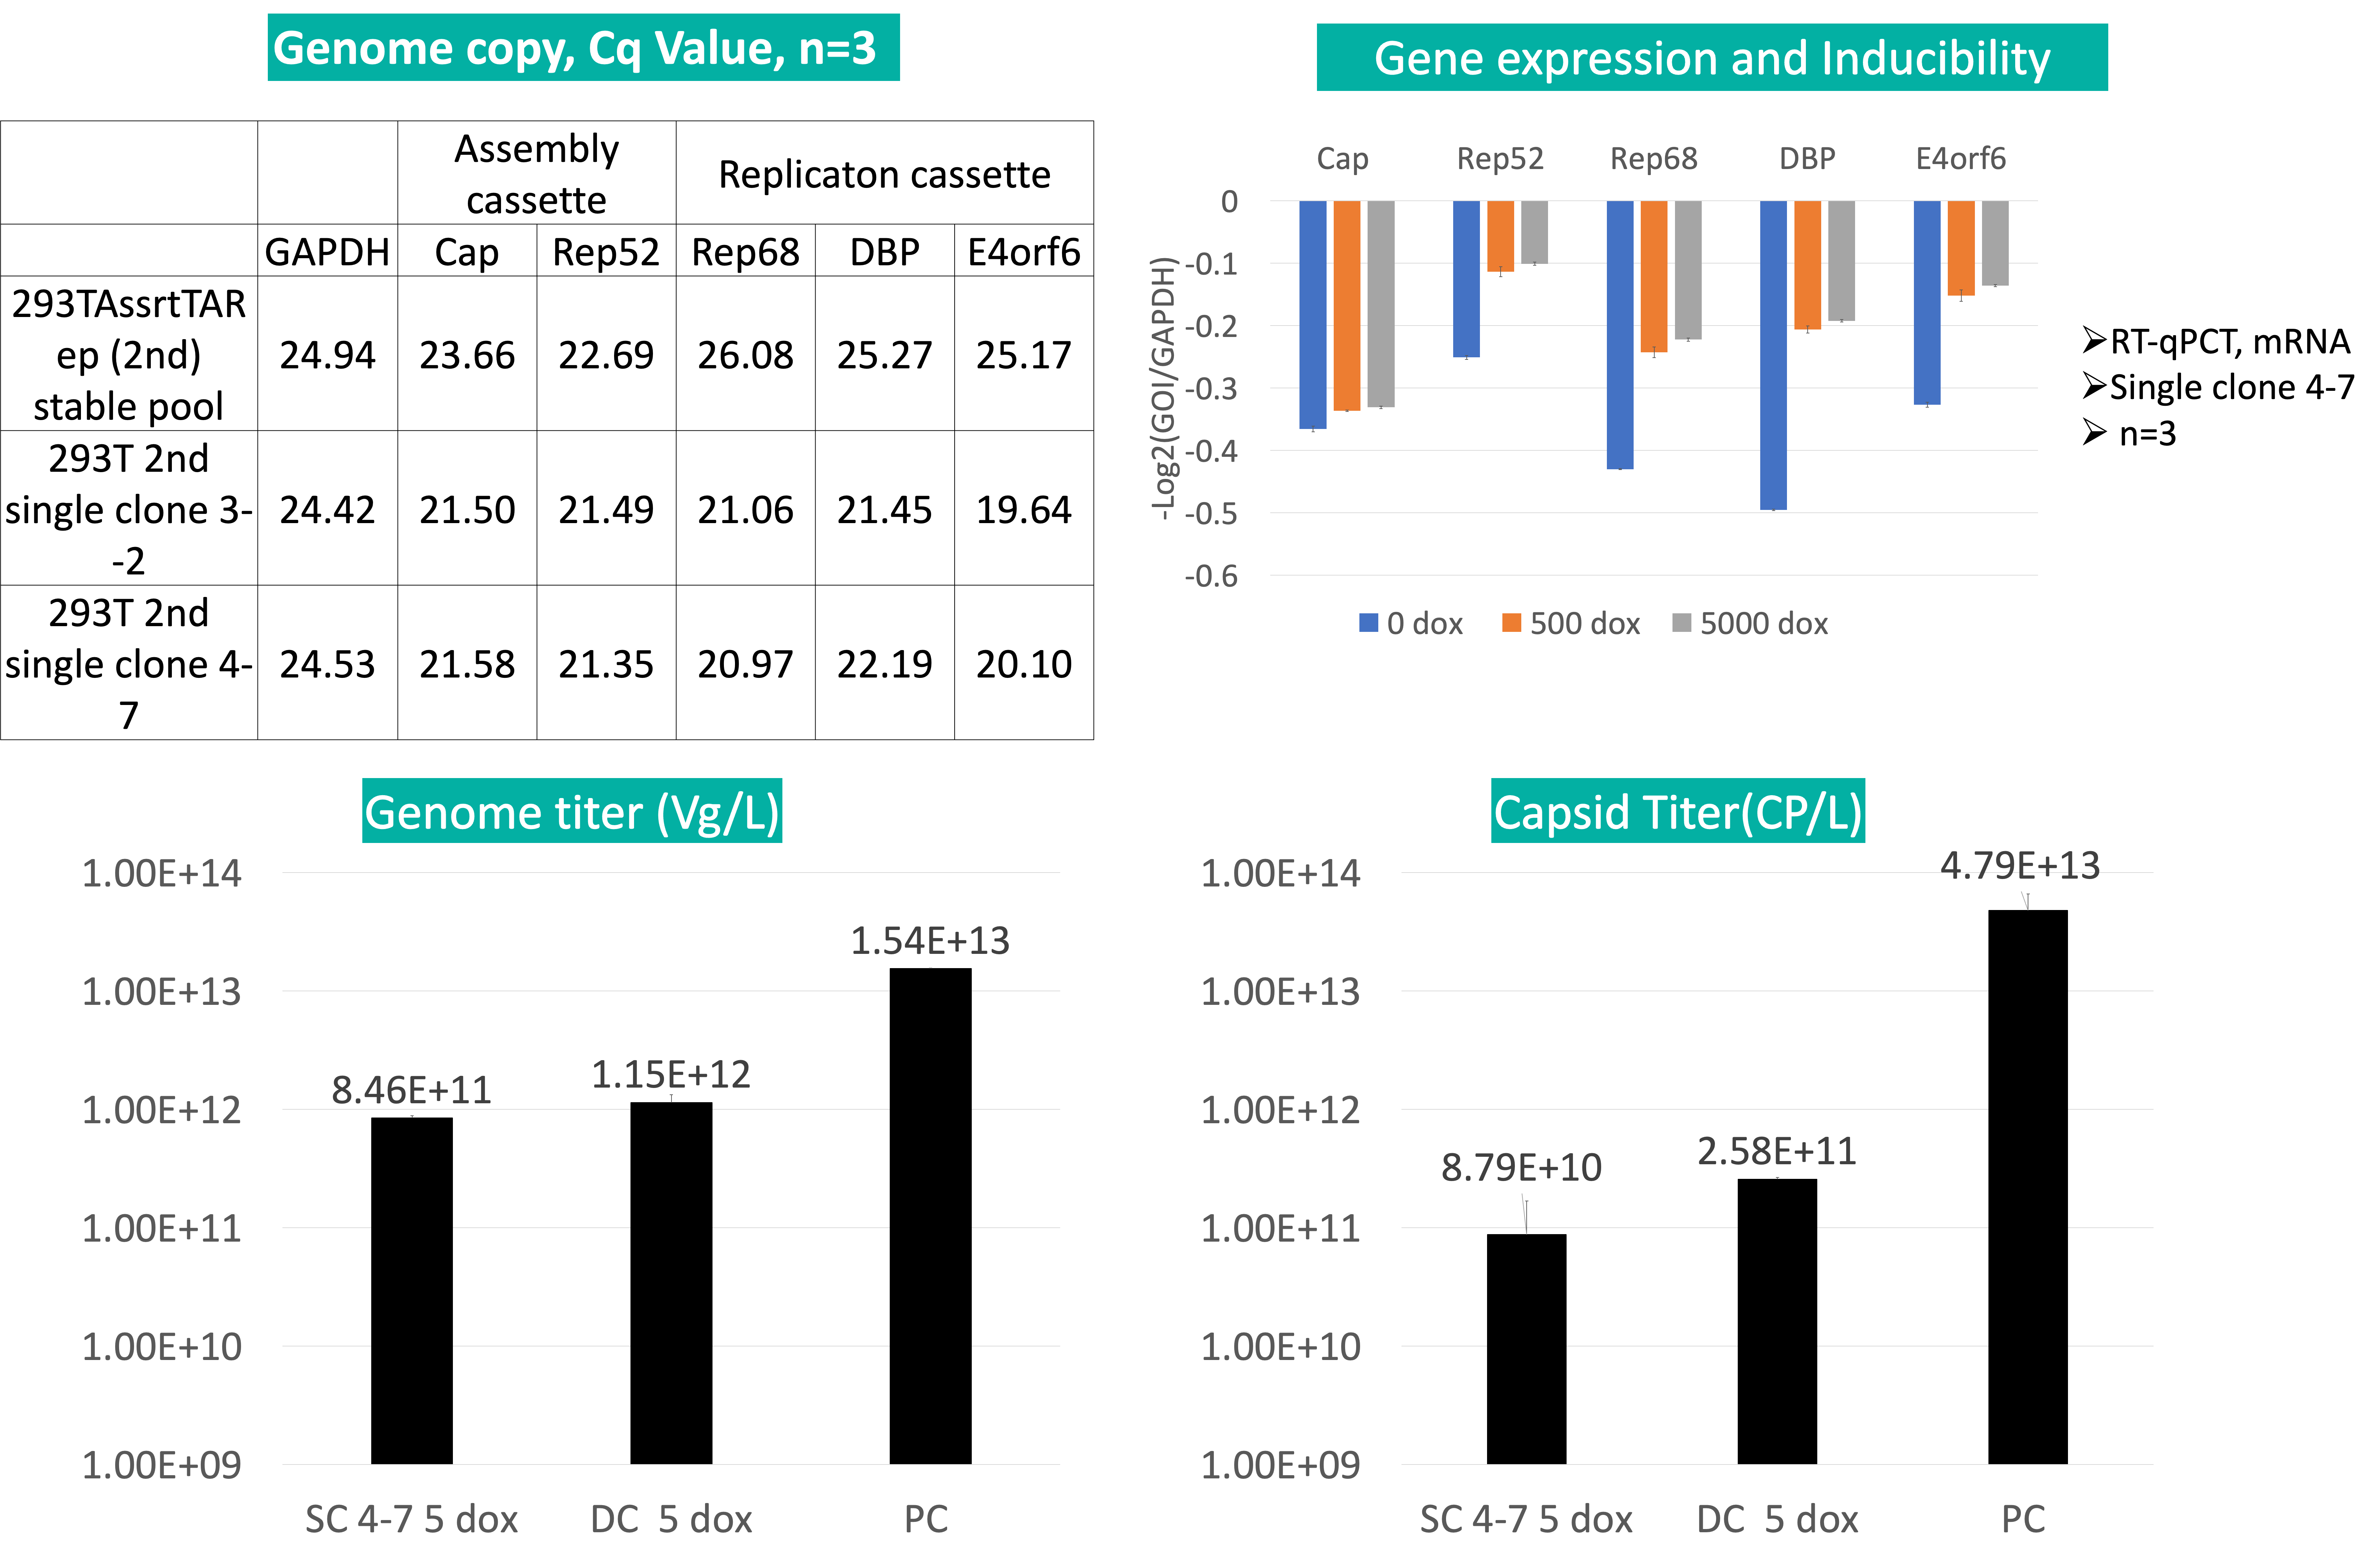 Genome copy, Cq Value, n=3
Assembly
cassette
Replicaton cassette
GAPDH Cap Rep52 Rep68 DBP E4orf6
293TAssrtTAR
ep (2nd)
stable pool
24.94 23.66 22.69 26.08 25.27 25.17
293T 2nd
single clone 3-
-2
24.42 21.50 21.49 21.06 21.45 19.64
293T 2nd
single clone 4-
7
24.53 21.58 21.35 20.97 22.19 20.10
Gene expression and Inducibility
Cap Rep52 Rep68 DBP E4orf6
-Log2(GOI/GAPDH)
0
-0.1
-0.2
-0.3
-0.4
-0.5
-0.6
0 dox 500 dox 5000 dox
➢RT-qPCT, mRNA
➢Single clone 4-7
➢ n=3
Genome titer (Vg/L)
1.00E+14
1.00E+13
1.00E+12
1.00E+11
1.00E+10
1.00E+09
8.46E+11
1.15E+12
1.54E+13
SC 4-7 5 dox DC 5 dox PC
Capsid Titer(CP/L)
1.00E+14
1.00E+13
1.00E+12
1.00E+11
1.00E+10
1.00E+09
8.79E+10
2.58E+11
4.79E+13
SC 4-7 5 dox DC 5 dox PC